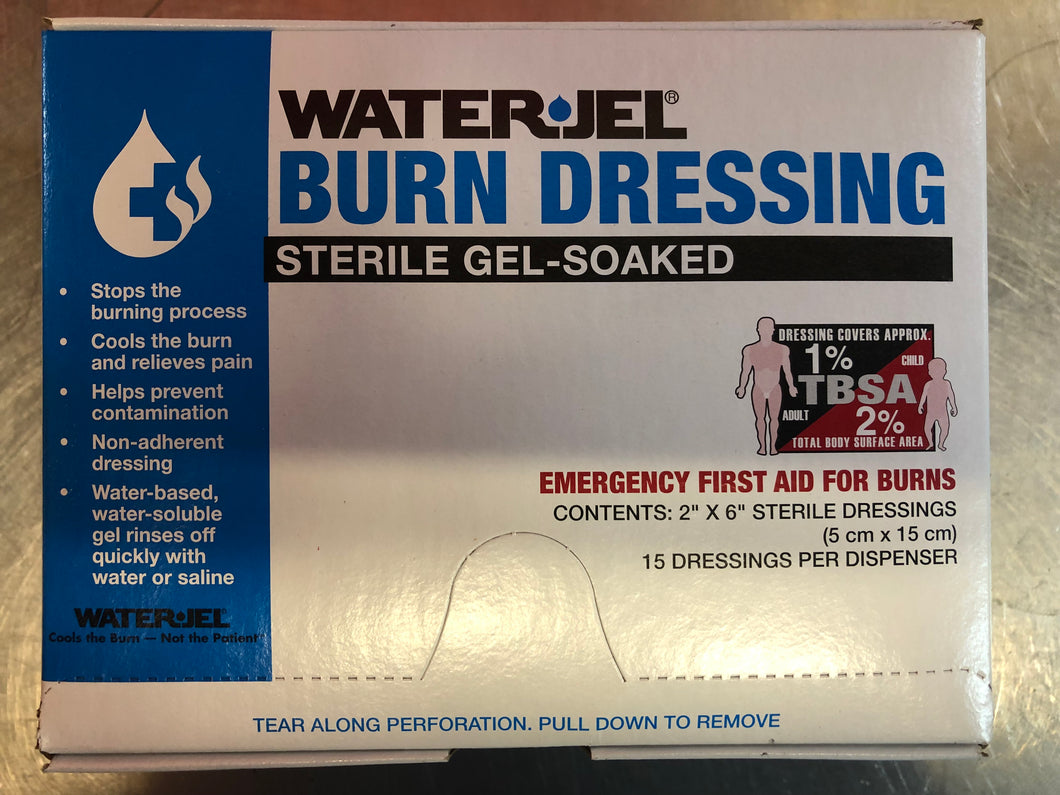 WATER•JEL®
BURN DRESSING
STERILE GEL-SOAKED
• Stops the
burning process
• Cools the burn
and relieves pain
• Helps prevent
contamination
• Non-adherent
dressing
• Water-based,
water-soluble
gel rinses off
quickly with
water or saline
WATER•JEL®
Cools the Burn — Not the Patient
DRESSING COVERS APPROX.
1%
CHILD
TBSA
ADULT
2%
TOTAL BODY SURFACE AREA
EMERGENCY FIRST AID FOR BURNS
CONTENTS: 2" X 6" STERILE DRESSINGS
(5 cm x 15 cm)
15 DRESSINGS PER DISPENSER
TEAR ALONG PERFORATION. PULL DOWN TO REMOVE